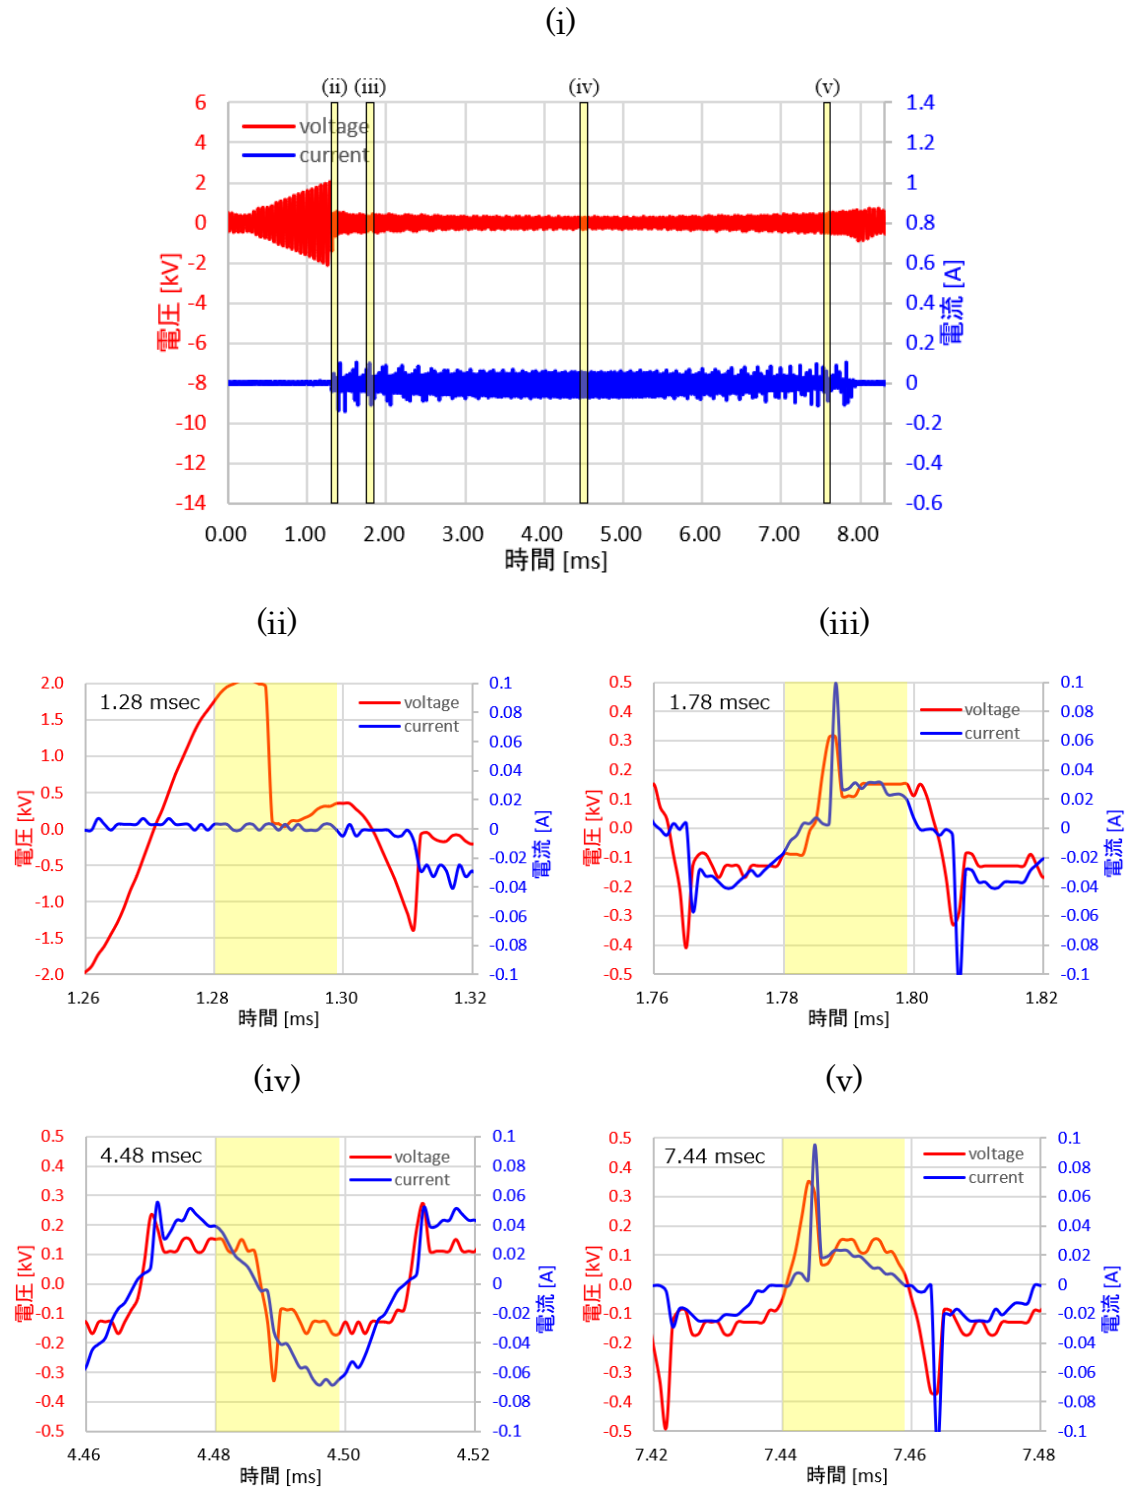 (i)
(ii) (iii) (iv) (v)
voltage
current
電圧 [kV]
6
4
2
0
-2
-4
-6
-8
-10
-12
-14
電流 [A]
1.4
1.2
1
0.8
0.6
0.4
0.2
0
-0.2
-0.4
-0.6
0.00 1.00 2.00 3.00 4.00 5.00 6.00 7.00 8.00
時間 [ms]
(ii)
1.28 msec
voltage
current
電圧 [kV]
2.0
1.5
1.0
0.5
0.0
-0.5
-1.0
-1.5
-2.0
電流 [A]
0.1
0.08
0.06
0.04
0.02
0
-0.02
-0.04
-0.06
-0.08
-0.1
1.26 1.28 1.30 1.32
時間 [ms]
(iii)
1.78 msec
voltage
current
電圧 [kV]
0.5
0.4
0.3
0.2
0.1
0.0
-0.1
-0.2
-0.3
-0.4
-0.5
電流 [A]
0.1
0.08
0.06
0.04
0.02
0
-0.02
-0.04
-0.06
-0.08
-0.1
1.76 1.78 1.80 1.82
時間 [ms]
(iv)
4.48 msec
voltage
current
電圧 [kV]
0.5
0.4
0.3
0.2
0.1
0.0
-0.1
-0.2
-0.3
-0.4
-0.5
電流 [A]
0.1
0.08
0.06
0.04
0.02
0
-0.02
-0.04
-0.06
-0.08
-0.1
4.46 4.48 4.50 4.52
時間 [ms]
(v)
7.44 msec
voltage
current
電圧 [kV]
0.5
0.4
0.3
0.2
0.1
0.0
-0.1
-0.2
-0.3
-0.4
-0.5
電流 [A]
0.1
0.08
0.06
0.04
0.02
0
-0.02
-0.04
-0.06
-0.08
-0.1
7.42 7.44 7.46 7.48
時間 [ms]